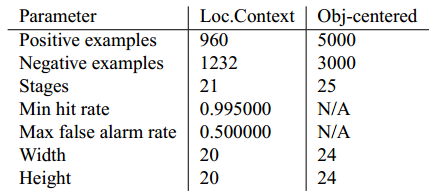 Parameter Loc.Context Obj-centered
Positive examples 960 5000
Negative examples 1232 3000
Stages 21 25
Min hit rate 0.995000 N/A
Max false alarm rate 0.500000 N/A
Width 20 24
Height 20 24